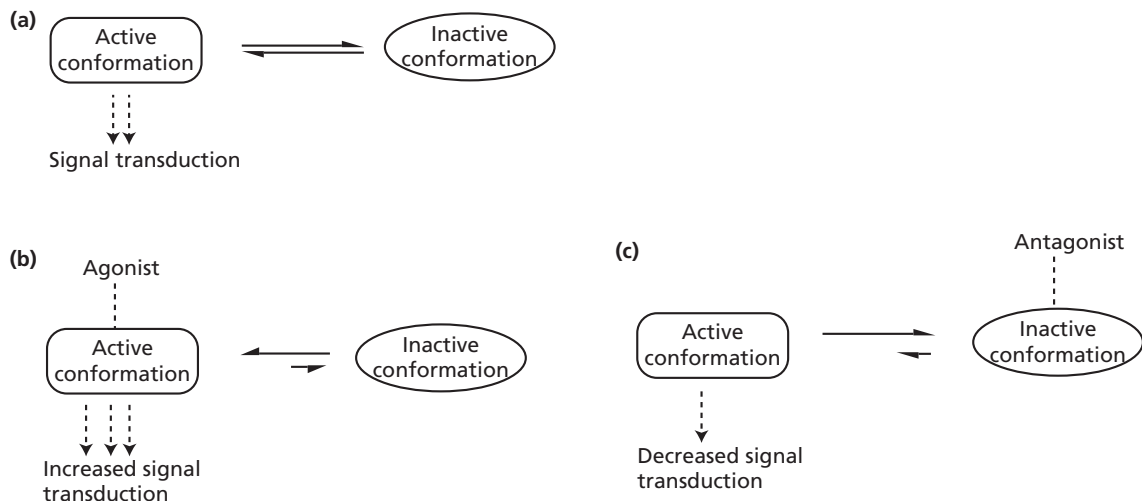 (a)
Active
conformation
Inactive
conformation
Signal transduction
(b)
Agonist
Active
conformation
Inactive
conformation
Increased signal
transduction
(c)
Antagonist
Active
conformation
Inactive
conformation
Decreased signal
transduction